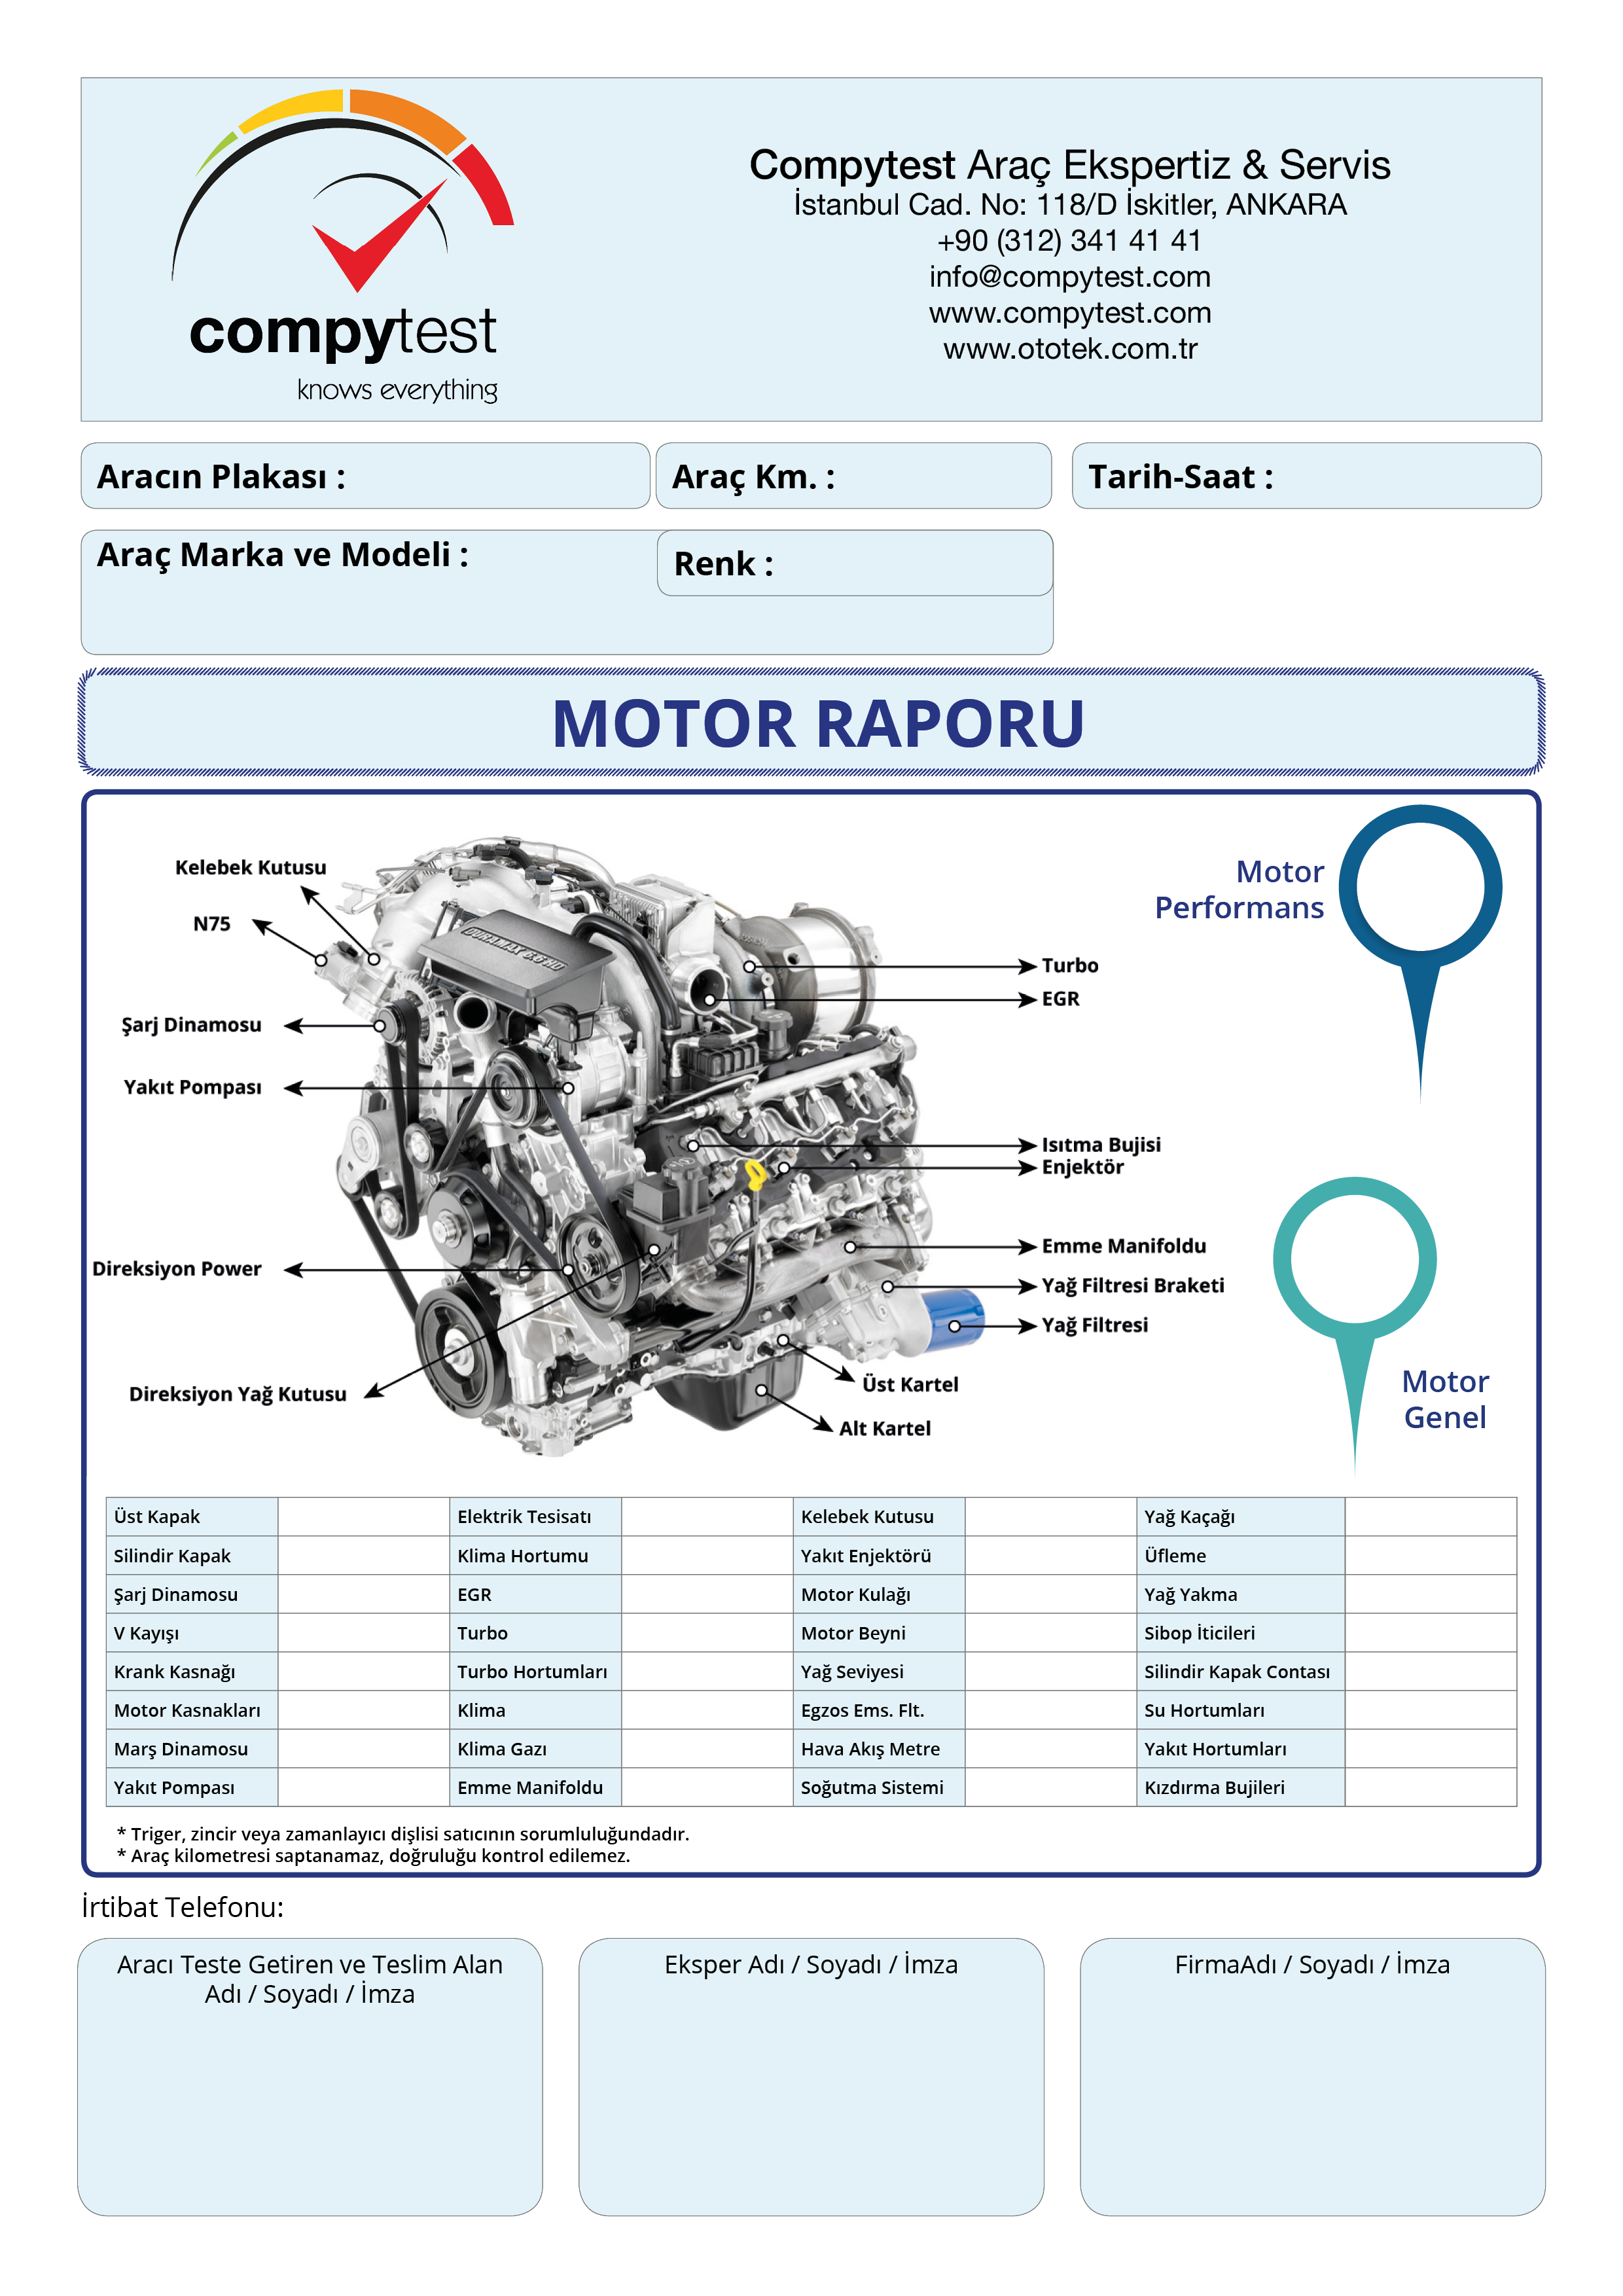 compytest
knows everything
Compytest Araç Ekspertiz & Servis
İstanbul Cad. No: 118/D İskitler, ANKARA
+90 (312) 341 41 41
info@compytest.com
www.compytest.com
www.ototek.com.tr
Aracın Plakası :
Araç Km. :
Tarih-Saat :
Araç Marka ve Modeli :
Renk :
MOTOR RAPORU
Kelebek Kutusu
N75
Şarj Dinamosu
Yakıt Pompası
Direksiyon Power
Direksiyon Yağ Kutusu
DURAMAX 6.6 HD
Turbo
EGR
Isıtma Bujisi
Enjektör
Emme Manifoldu
Yağ Filtresi Braketi
Yağ Filtresi
Üst Kartel
Alt Kartel
Motor
Performans
Motor
Genel
Üst Kapak Elektrik Tesisatı Kelebek Kutusu Yağ Kaçağı
Silindir Kapak Klima Hortumu Yakıt Enjektörü Üfleme
Şarj Dinamosu EGR Motor Kulağı Yağ Yakma
V Kayışı Turbo Motor Beyni Sibop İticileri
Krank Kasnağı Turbo Hortumları Yağ Seviyesi Silindir Kapak Contası
Motor Kasnakları Klima Egzos Ems. Flt. Su Hortumları
Marş Dinamosu Klima Gazı Hava Akış Metre Yakıt Hortumları
Yakıt Pompası Emme Manifoldu Soğutma Sistemi Kızdırma Bujileri
* Triger, zincir veya zamanlayıcı dişlisi satıcının sorumluluğundadır.
* Araç kilometresi saptanamaz, doğruluğu kontrol edilemez.
İrtibat Telefonu:
Aracı Teste Getiren ve Teslim Alan
Adı / Soyadı / İmza
Eksper Adı / Soyadı / İmza
FirmaAdı / Soyadı / İmza